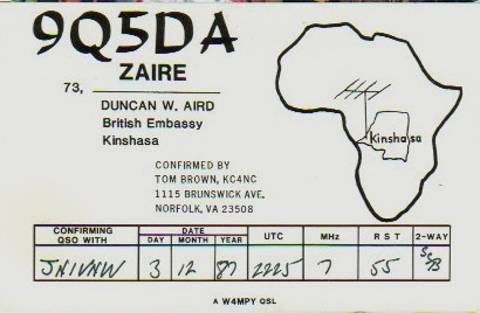 9Q5DA
ZAIRE
73,
DUNCAN W. AIRD
British Embassy
Kinshasa
Kinshasa
CONFIRMED BY
TOM BROWN, KC4NC
1115 BRUNSWICK AVE.
NORFOLK, VA 23508
CONFIRMING QSO WITH DATE DAY MONTH YEAR UTC MHz R S T 2-WAY
JN1VNW 3 12 87 2225 7 55 SSB
A W4MPY QSL